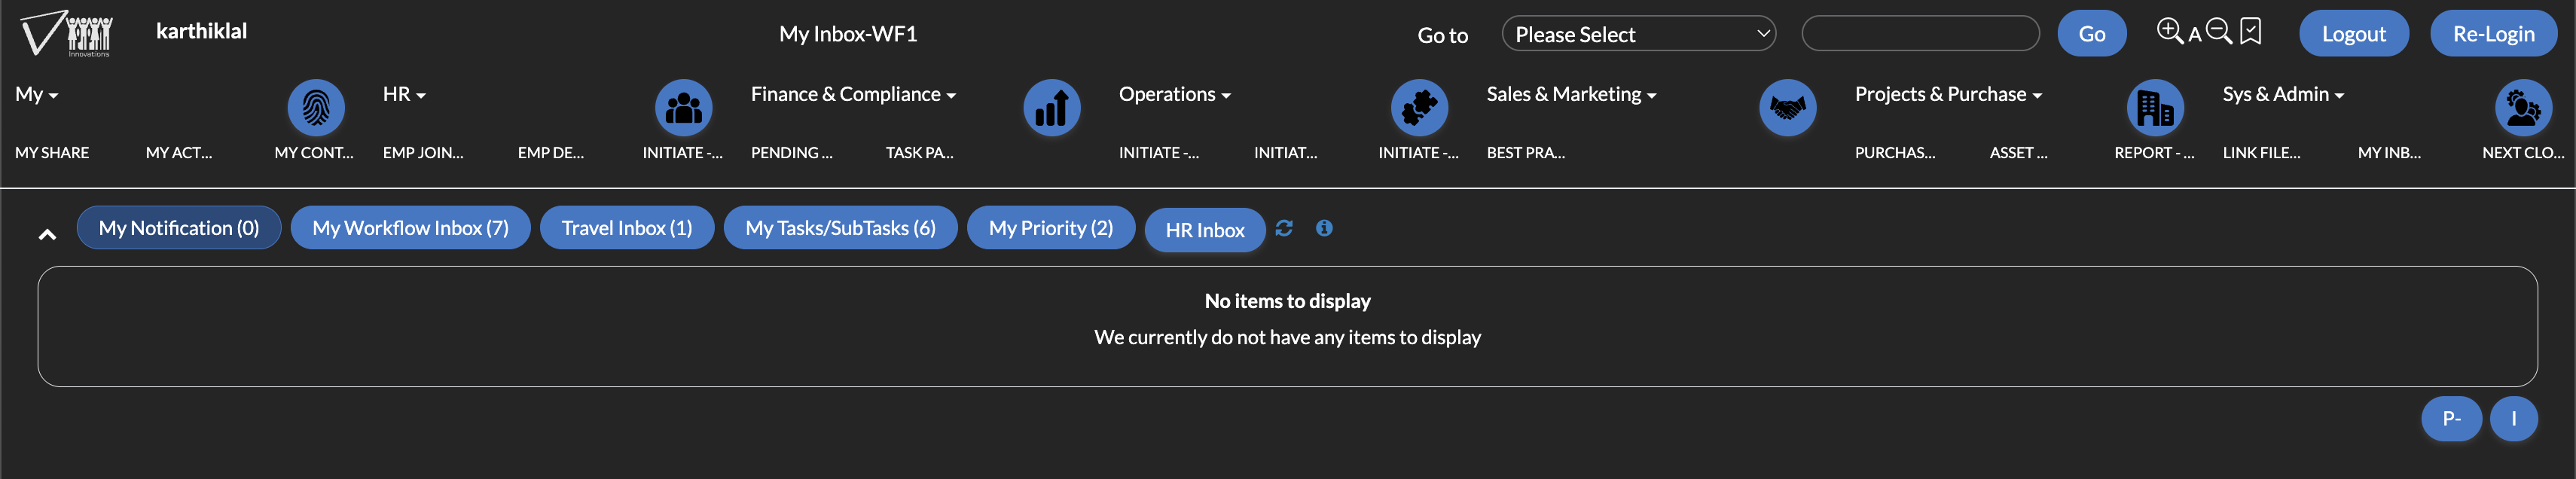 Innovations
karthiklal
My Inbox-WF1
Go to
Please Select
Go
A
Logout
Re-Login
My
HR
Finance & Compliance
Operations
Sales & Marketing
Projects & Purchase
Sys & Admin
MY SHARE
MY ACT...
MY CONT...
EMP JOIN...
EMP DE...
INITIATE -...
PENDING ...
TASK PA...
INITIATE -...
INITIAT...
INITIATE -...
BEST PRA...
PURCHAS...
ASSET ...
REPORT - ...
LINK FILE...
MY INB...
NEXT CLO...
My Notification (0)
My Workflow Inbox (7)
Travel Inbox (1)
My Tasks/SubTasks (6)
My Priority (2)
HR Inbox
No items to display
We currently do not have any items to display
P-
I